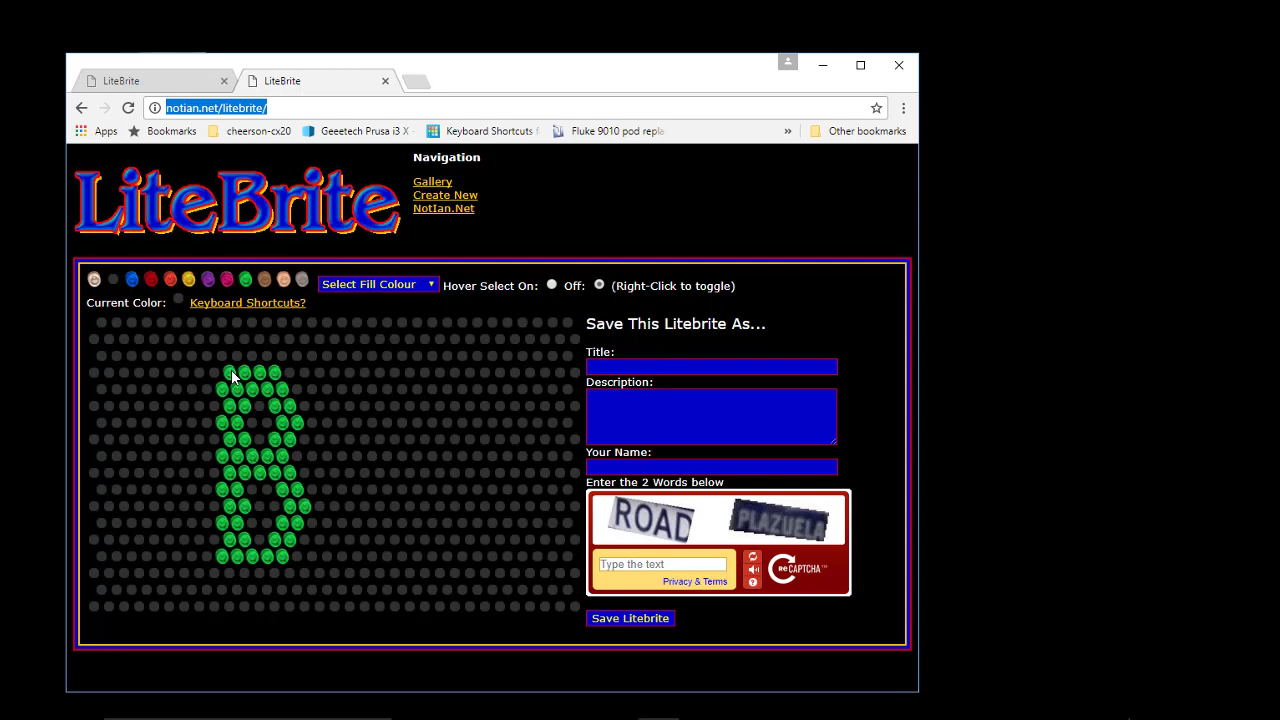 LiteBrite
LiteBrite
notian.net/litebrite/
Apps Bookmarks cheerson-cx20 Geeetech Prusa i3 X Keyboard Shortcuts f Fluke 9010 pod repla » Other bookmarks
LiteBrite
Navigation
Gallery
Create New
NotIan.Net
Select Fill Colour Hover Select On: Off: (Right-Click to toggle)
Current Color: Keyboard Shortcuts?
B
Save This Litebrite As...
Title:
Description:
Your Name:
Enter the 2 Words below
ROAD PLAZUELA
Type the text
Privacy & Terms
reCAPTCHA™
Save Litebrite